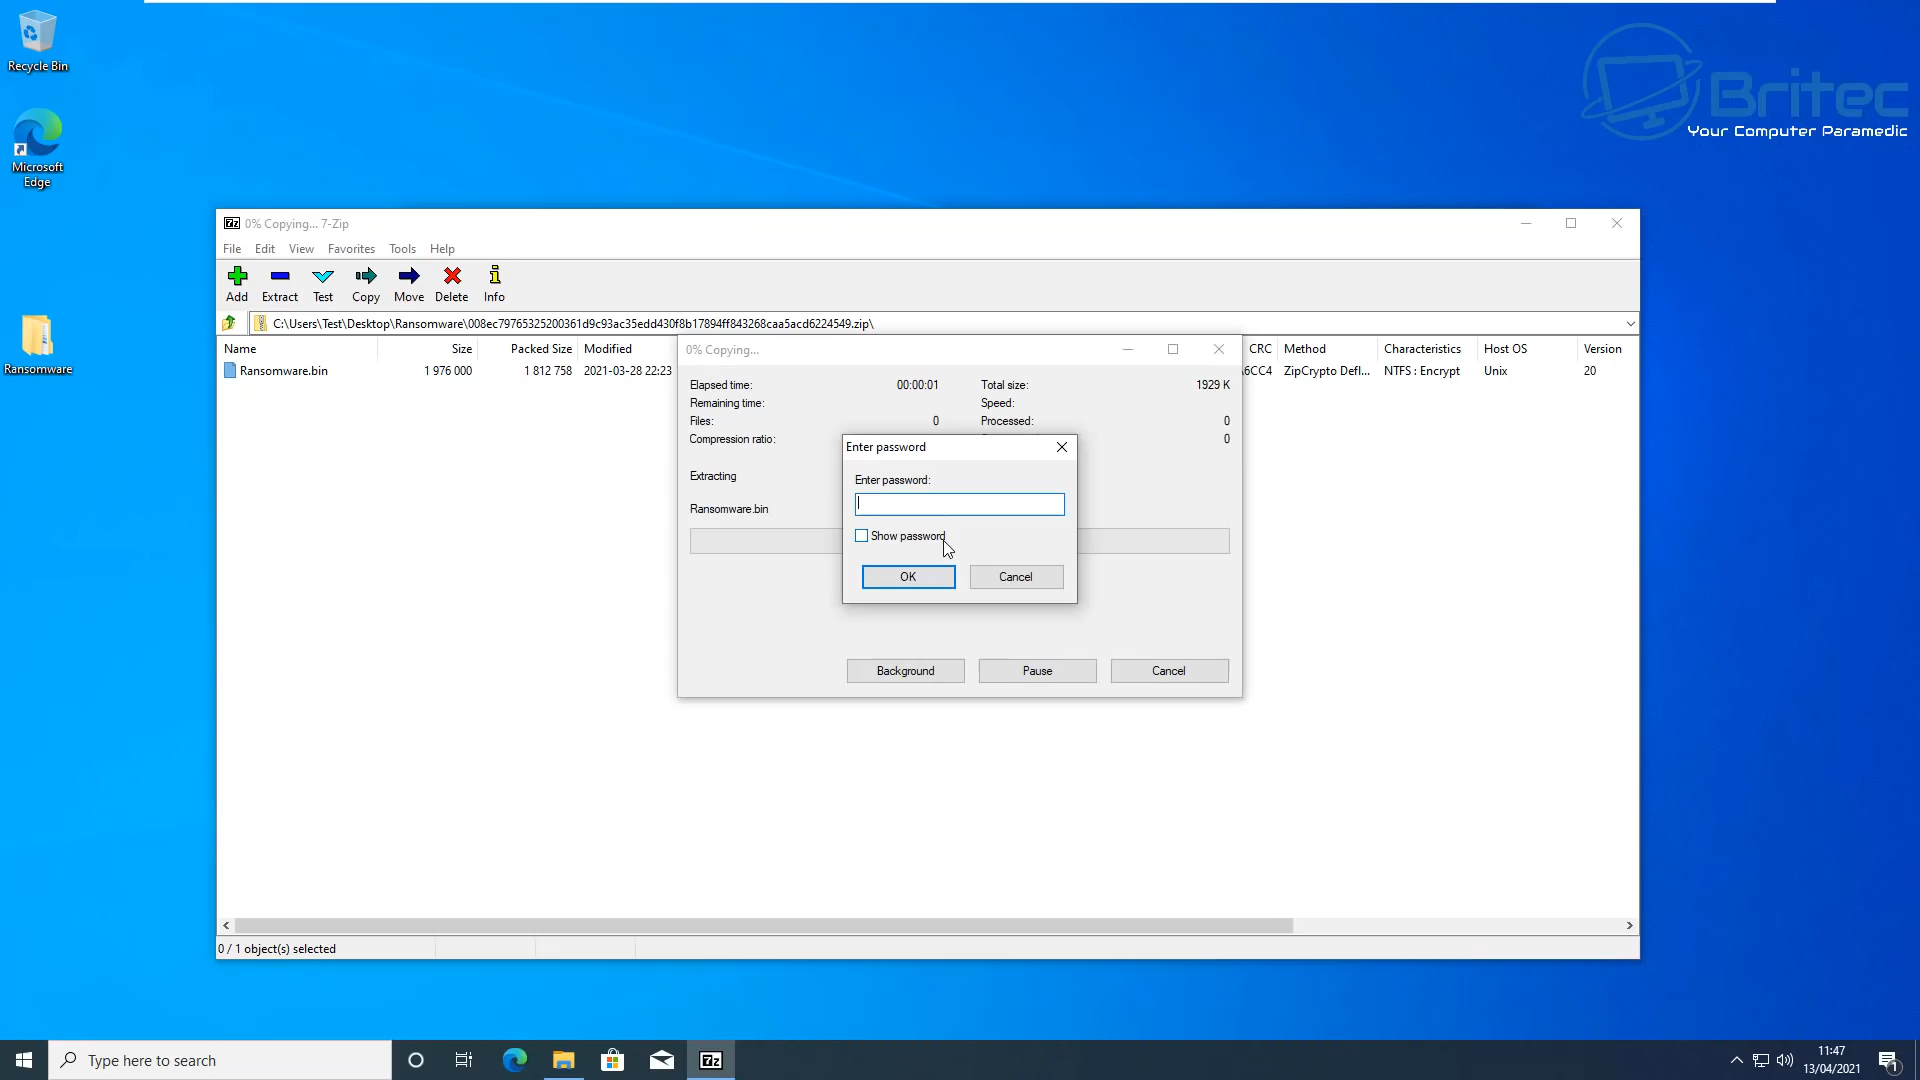 Recycle Bin
Microsoft
Edge
Ransomware
Britec
Your Computer Paramedic
7z 0% Copying... 7-Zip
File Edit View Favorites Tools Help
Add Extract Test Copy Move Delete Info
C:\Users\Test\Desktop\Ransomware\008ec79765325200361d9c93ac35edd430f8b17894ff843268caa5acd6224549.zip\
Name Size Packed Size Modified CRC Method Characteristics Host OS Version
Ransomware.bin 1 976 000 1 812 758 2021-03-28 22:23 6CC4 ZipCrypto Defl... NTFS : Encrypt Unix 20
0% Copying...
Elapsed time: 00:00:01 Total size: 1929 K
Remaining time: Speed:
Files: 0 Processed: 0
Compression ratio: 0
Extracting
Ransomware.bin
Enter password
Enter password:
Show password
OK Cancel
Background Pause Cancel
0 / 1 object(s) selected
Type here to search
7z
11:47
13/04/2021
1